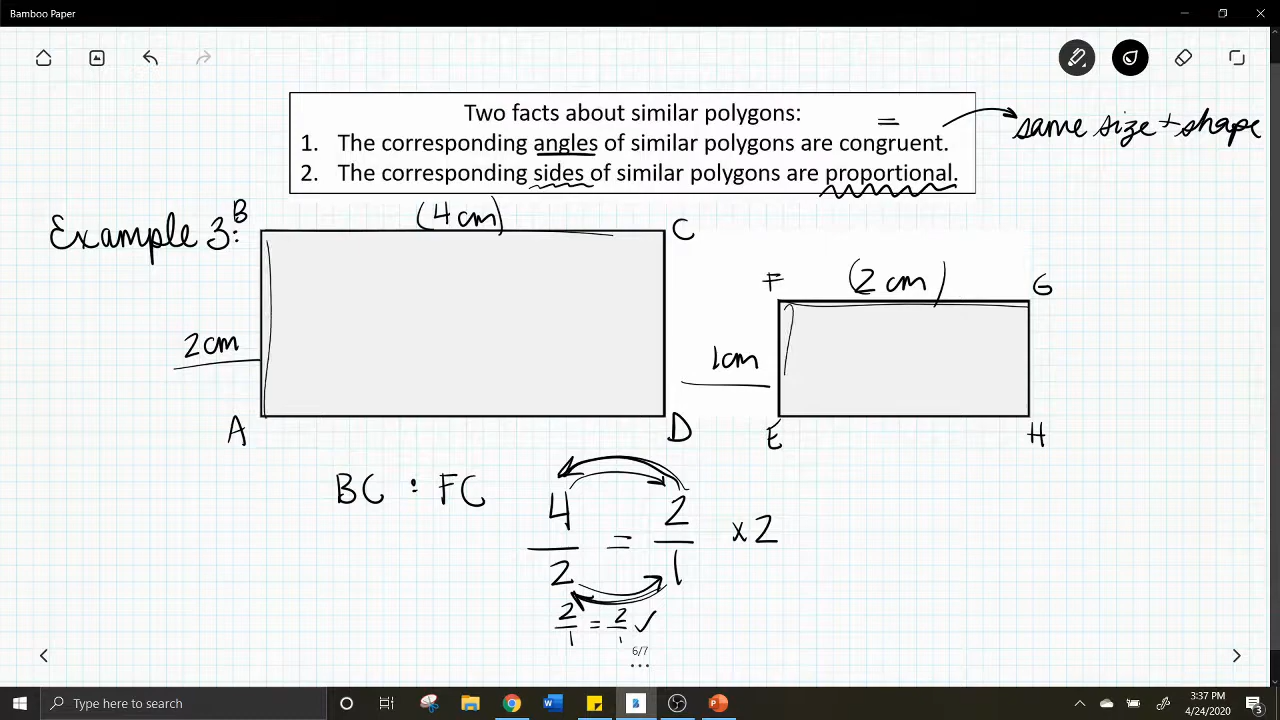 Bamboo Paper
Two facts about similar polygons:
=
1. The corresponding angles of similar polygons are congruent.
same size + shape
2. The corresponding sides of similar polygons are proportional.
Example 3:
B
(4 cm)
C
F
(2 cm)
G
2cm
1cm
A
D
E
H
BC : FG
4/2 = 2/1 x2
2/1 = 2/1 ✓
6/7
Type here to search
3:37 PM
4/24/2020
3